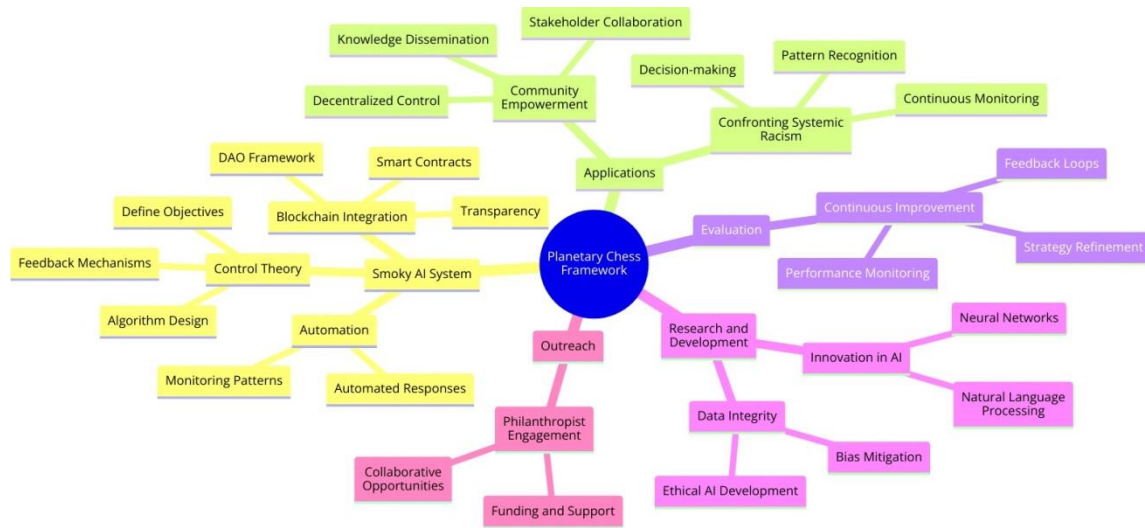 Stakeholder Collaboration
Knowledge Dissemination
Pattern Recognition
Decision-making
Community
Empowerment
Decentralized Control
Continuous Monitoring
Confronting Systemic
Racism
DAO Framework
Smart Contracts
Applications
Feedback Loops
Define Objectives
Blockchain Integration
Transparency
Evaluation
Continuous Improvement
Feedback Mechanisms
Control Theory
Smoky AI System
Planetary Chess
Framework
Performance Monitoring
Strategy Refinement
Algorithm Design
Automation
Research and
Development
Neural Networks
Outreach
Innovation in AI
Monitoring Patterns
Automated Responses
Natural Language
Processing
Data Integrity
Philanthropist
Engagement
Bias Mitigation
Collaborative
Opportunities
Ethical AI Development
Funding and Support